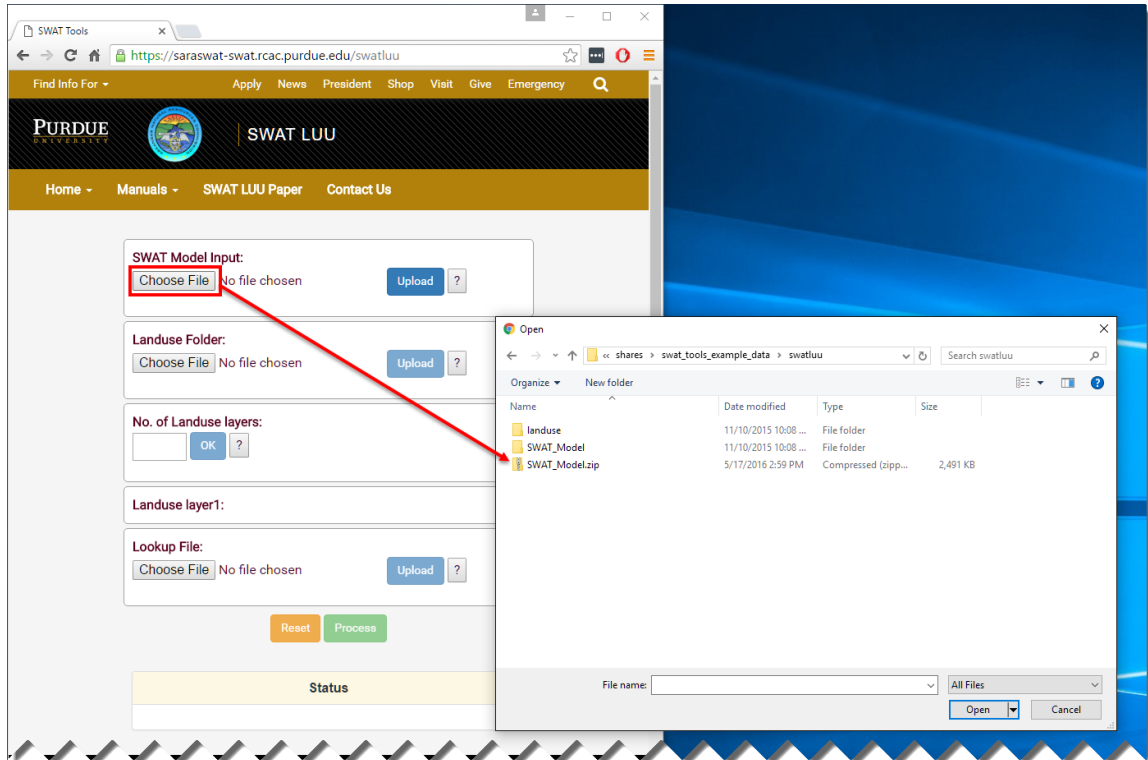 SWAT Tools
https://saraswat-swat.rcac.purdue.edu/swatluu
Find Info For Apply News President Shop Visit Give Emergency
PURDUE
UNIVERSITY
SWAT LUU
Home Manuals SWAT LUU Paper Contact Us
SWAT Model Input:
Choose File No file chosen Upload ?
Landuse Folder:
Choose File No file chosen Upload ?
No. of Landuse layers:
OK ?
Landuse layer1:
Lookup File:
Choose File No file chosen Upload ?
Reset Process
Status
Open
« shares › swat_tools_example_data › swatluu
Search swatluu
Organize New folder
Name Date modified Type Size
landuse 11/10/2015 10:08 ... File folder
SWAT_Model 11/10/2015 10:08 ... File folder
SWAT_Model.zip 5/17/2016 2:59 PM Compressed (zipp... 2,491 KB
File name: All Files
Open Cancel